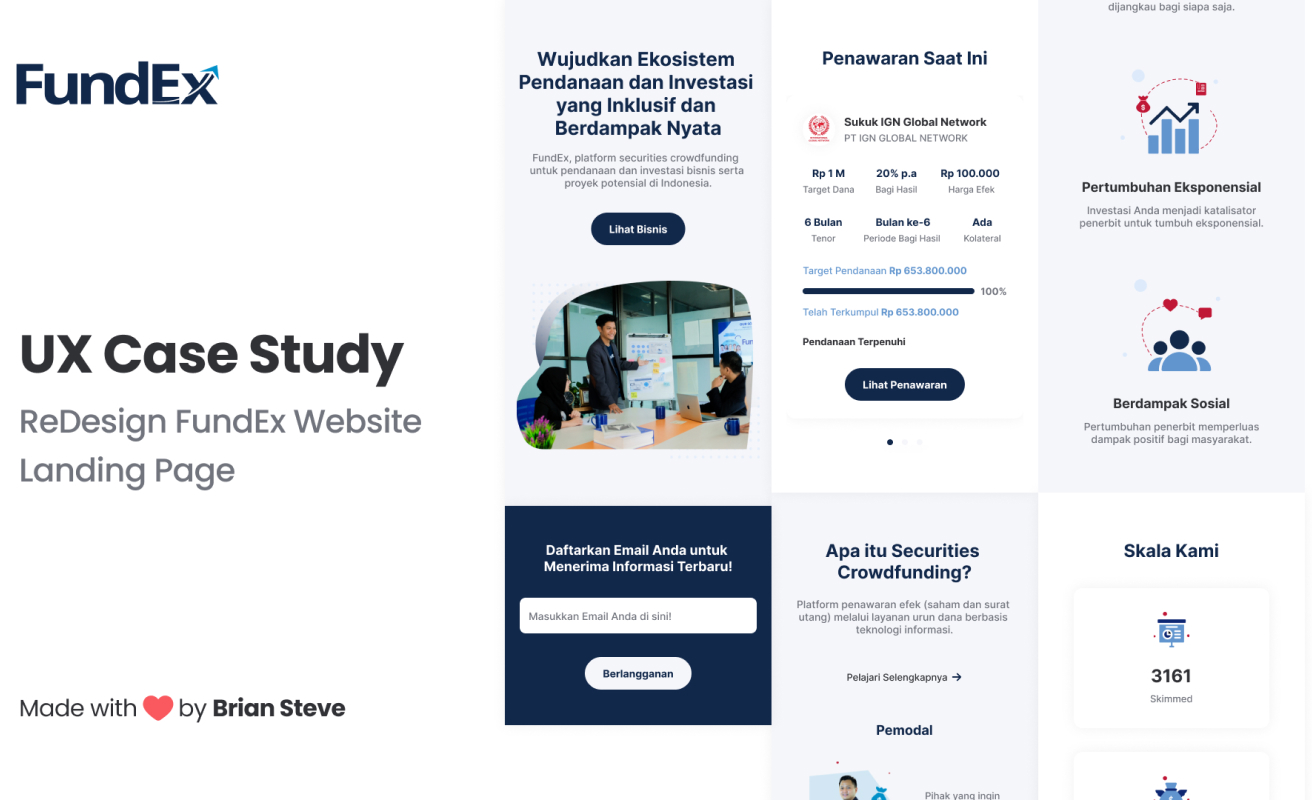 FundEx
UX Case Study
ReDesign FundEx Website
Landing Page
Made with by Brian Steve
Wujudkan Ekosistem
Pendanaan dan Investasi
yang Inklusif dan
Berdampak Nyata
FundEx, platform securities crowdfunding
untuk pendanaan dan investasi bisnis serta
proyek potensial di Indonesia.
Lihat Bisnis
Daftarkan Email Anda untuk
Menerima Informasi Terbaru!
Masukkan Email Anda di sini!
Berlangganan
Penawaran Saat Ini
Sukuk IGN Global Network
PT IGN GLOBAL NETWORK
Rp 1 M 20% p.a Rp 100.000
Target Dana Bagi Hasil Harga Efek
6 Bulan Bulan ke-6 Ada
Tenor Periode Bagi Hasil Kolateral
Target Pendanaan Rp 653.800.000
100%
Telah Terkumpul Rp 653.800.000
Pendanaan Terpenuhi
Lihat Penawaran
Apa itu Securities
Crowdfunding?
Platform penawaran efek (saham dan surat
utang) melalui layanan urun dana berbasis
teknologi informasi.
Pelajari Selengkapnya →
Pemodal
Pihak yang ingin
dijangkau bagi siapa saja.
Pertumbuhan Eksponensial
Investasi Anda menjadi katalisator
penerbit untuk tumbuh eksponensial.
Berdampak Sosial
Pertumbuhan penerbit memperluas
dampak positif bagi masyarakat.
Skala Kami
3161
Skimmed